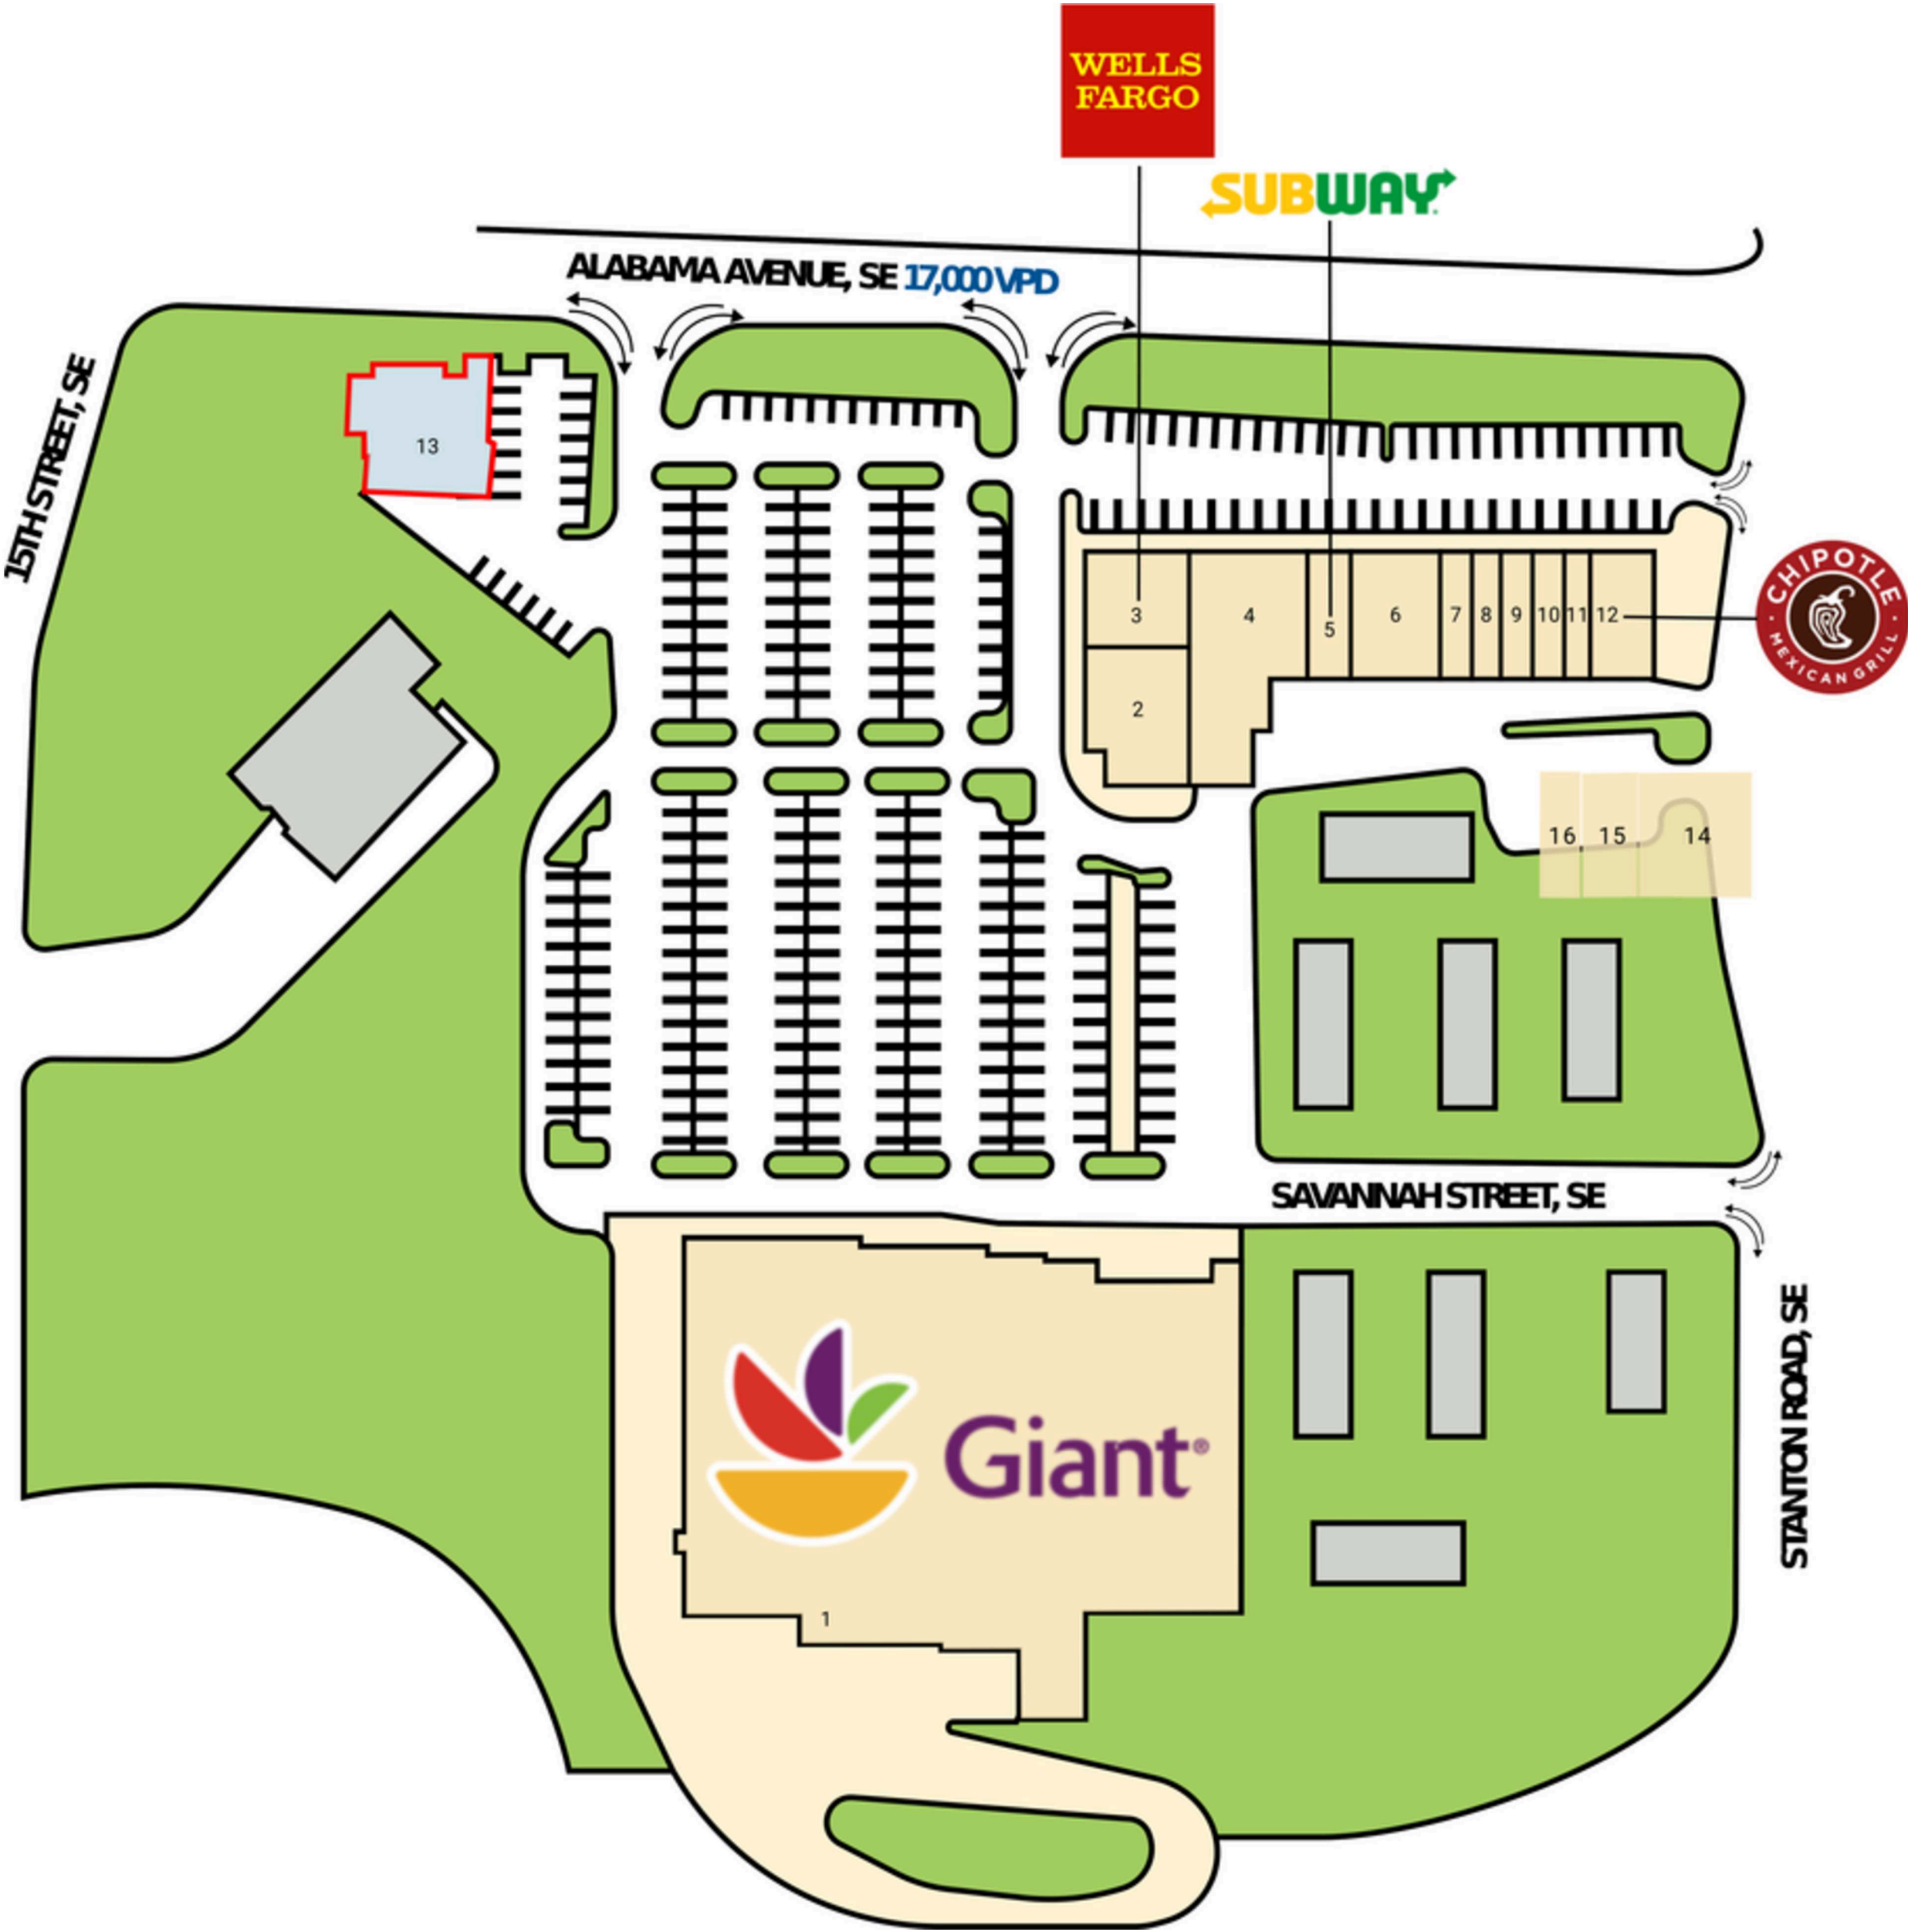 WELLS
FARGO
SUBWAY
ALABAMA AVENUE, SE 17,000 VPD
15TH STREET, SE
13
3
4
5
6
7
8
9
10
11
12
CHIPOTLE
MEXICAN GRILL
2
16
15
14
SAVANNAH STREET, SE
STANTON ROAD, SE
Giant®
1